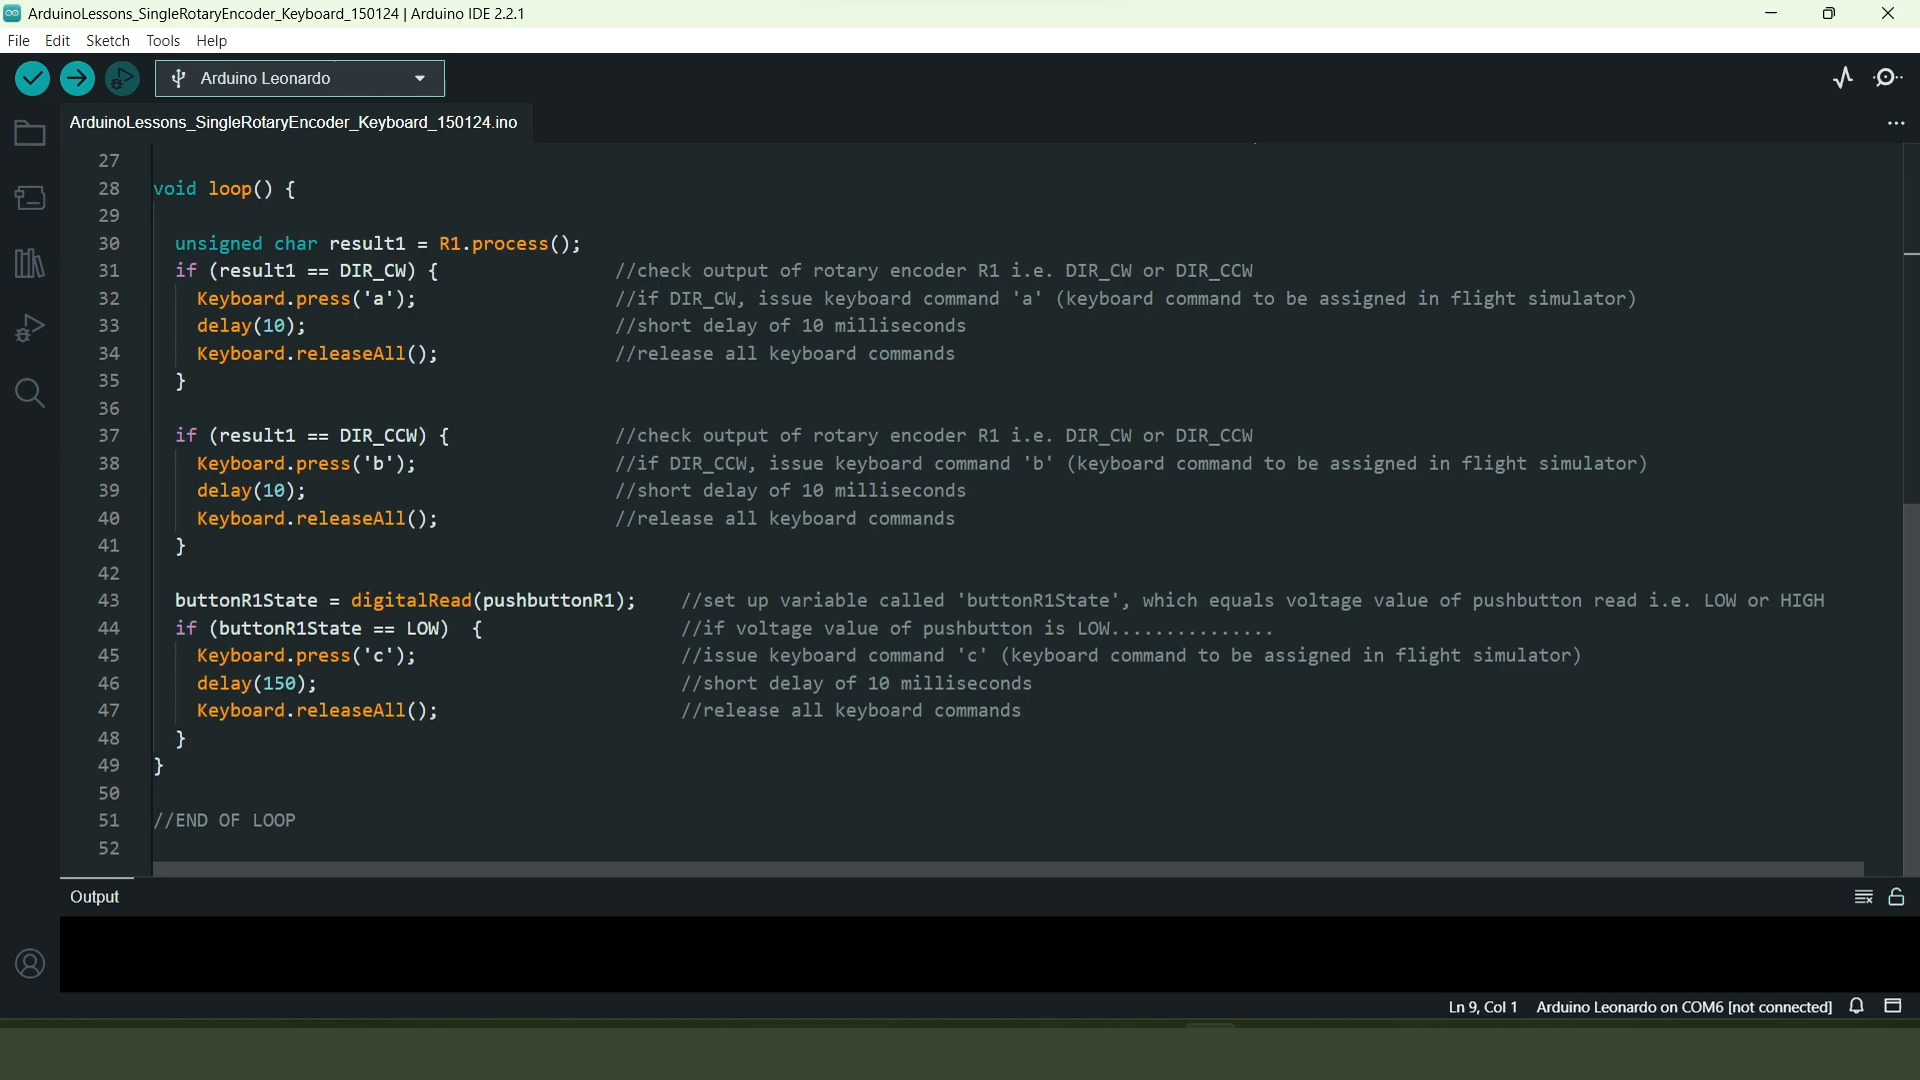 ArduinoLessons_SingleRotaryEncoder_Keyboard_150124 | Arduino IDE 2.2.1
File Edit Sketch Tools Help
Arduino Leonardo
ArduinoLessons_SingleRotaryEncoder_Keyboard_150124.ino
27
28 void loop() {
29
30 unsigned char result1 = R1.process();
31 if (result1 == DIR_CW) { //check output of rotary encoder R1 i.e. DIR_CW or DIR_CCW
32 Keyboard.press('a'); //if DIR_CW, issue keyboard command 'a' (keyboard command to be assigned in flight simulator)
33 delay(10); //short delay of 10 milliseconds
34 Keyboard.releaseAll(); //release all keyboard commands
35 }
36
37 if (result1 == DIR_CCW) { //check output of rotary encoder R1 i.e. DIR_CW or DIR_CCW
38 Keyboard.press('b'); //if DIR_CCW, issue keyboard command 'b' (keyboard command to be assigned in flight simulator)
39 delay(10); //short delay of 10 milliseconds
40 Keyboard.releaseAll(); //release all keyboard commands
41 }
42
43 buttonR1State = digitalRead(pushbuttonR1); //set up variable called 'buttonR1State', which equals voltage value of pushbutton read i.e. LOW or HIGH
44 if (buttonR1State == LOW) { //if voltage value of pushbutton is LOW...............
45 Keyboard.press('c'); //issue keyboard command 'c' (keyboard command to be assigned in flight simulator)
46 delay(150); //short delay of 10 milliseconds
47 Keyboard.releaseAll(); //release all keyboard commands
48 }
49 }
50
51 //END OF LOOP
52
Output
Ln 9, Col 1 Arduino Leonardo on COM6 [not connected]